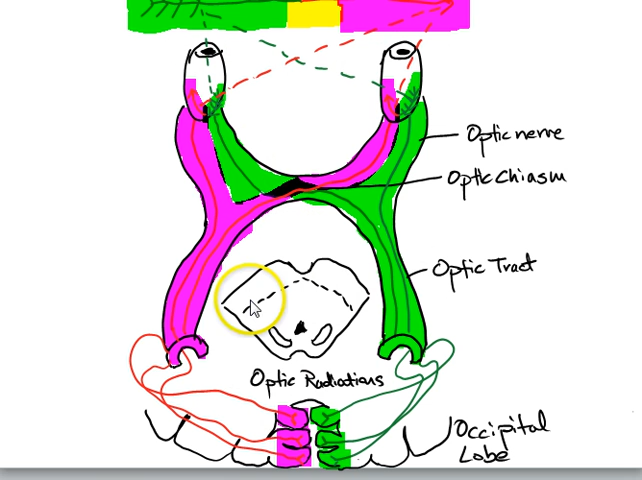 Optic nerve
Optic Chiasm
Optic Tract
Optic Radiations
Occipital
Lobe